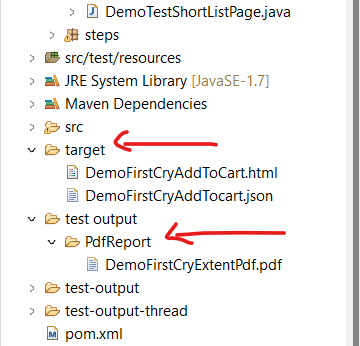 DemoTestShortListPage.java
steps
src/test/resources
JRE System Library [JavaSE-1.7]
Maven Dependencies
src
target
DemoFirstCryAddToCart.html
DemoFirstCryAddTocart.json
test output
PdfReport
DemoFirstCryExtentPdf.pdf
test-output
test-output-thread
pom.xml